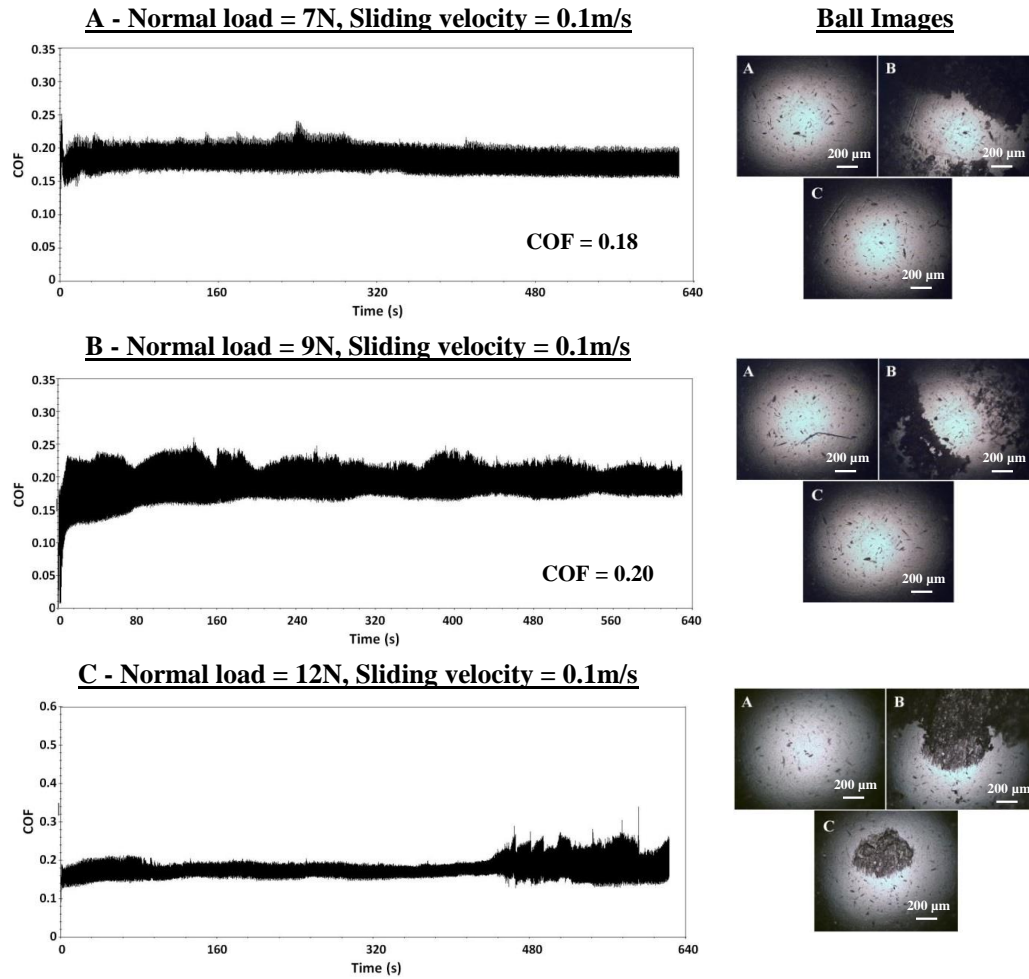 A - Normal load = 7N, Sliding velocity = 0.1m/s
Ball Images
0.35
0.30
0.25
0.20
0.15
0.10
0.05
0
COF
COF = 0.18
0 160 320 480 640
Time (s)
A
200 µm
B
200 µm
C
200 µm
B - Normal load = 9N, Sliding velocity = 0.1m/s
0.35
0.30
0.25
0.20
0.15
0.10
0.05
0
COF
COF = 0.20
0 80 160 240 320 400 480 560 640
Time (s)
A
200 µm
B
200 µm
C
200 µm
C - Normal load = 12N, Sliding velocity = 0.1m/s
0.6
0.5
0.4
0.3
0.2
0.1
0
COF
0 160 320 480 640
Time (s)
A
200 µm
B
200 µm
C
200 µm